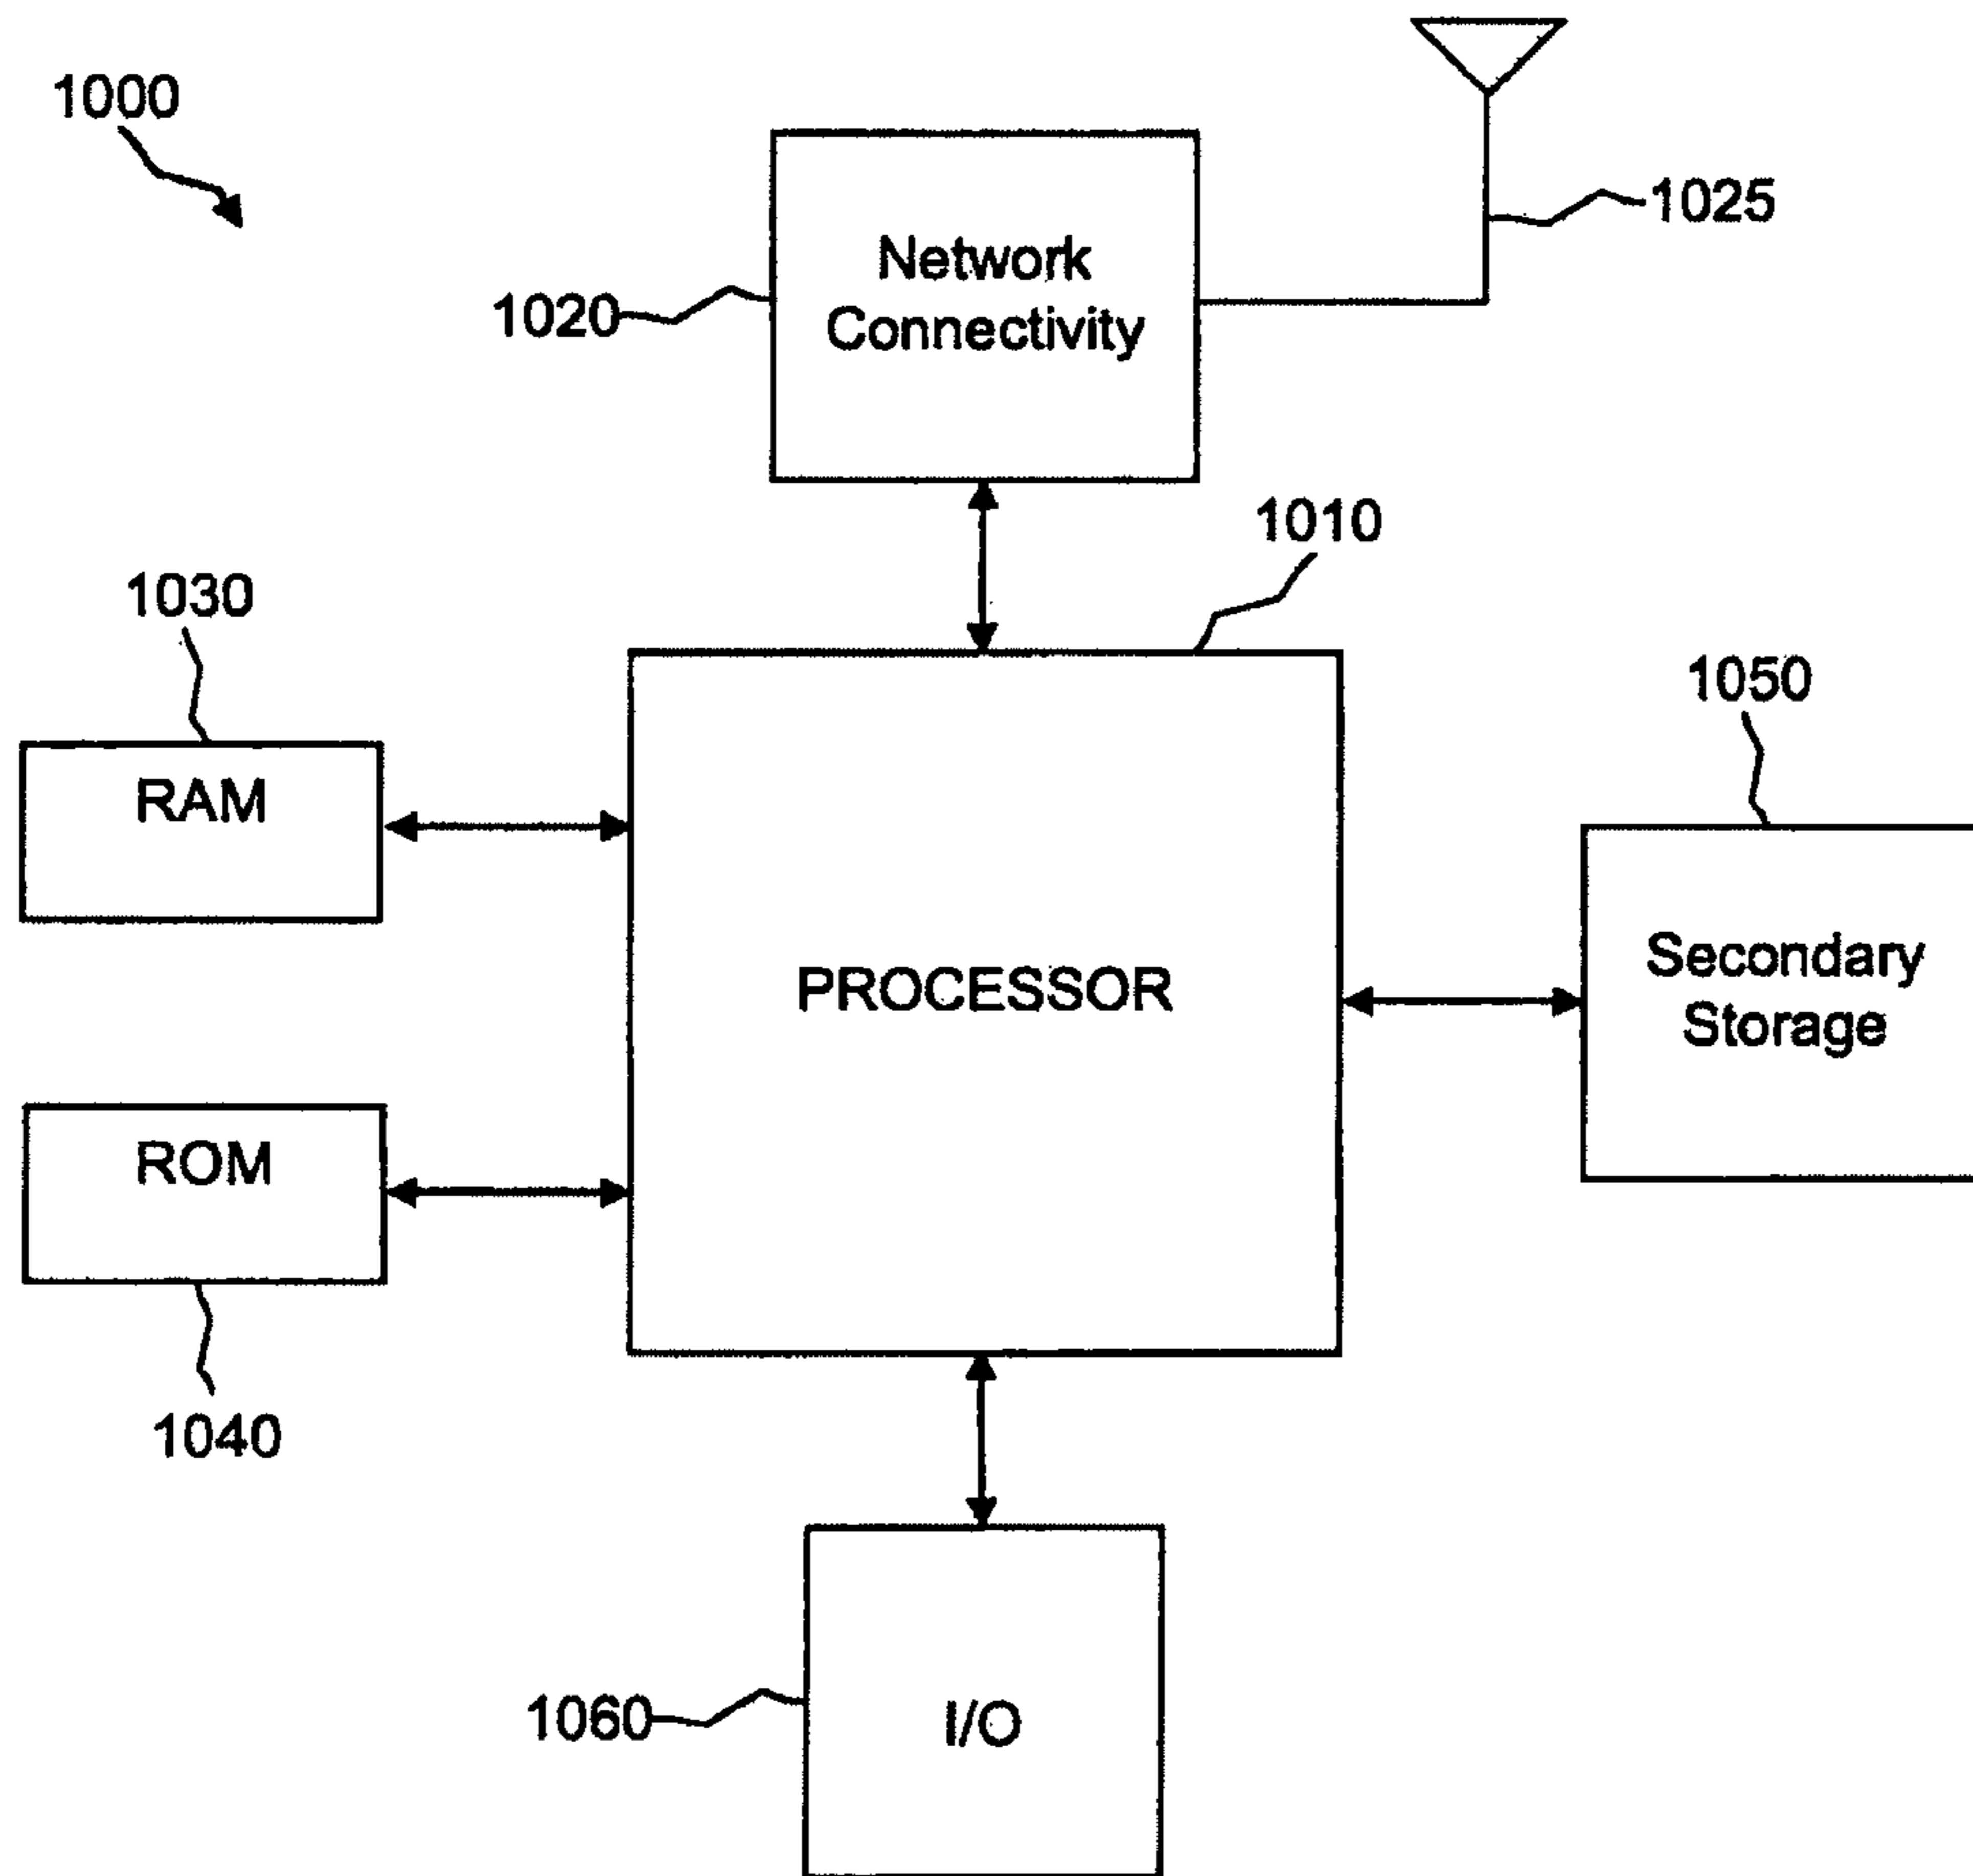 1000
1025
Network
Connectivity
1020
1010
1030
1050
RAM
PROCESSOR
Secondary
Storage
ROM
1040
1060
I/O